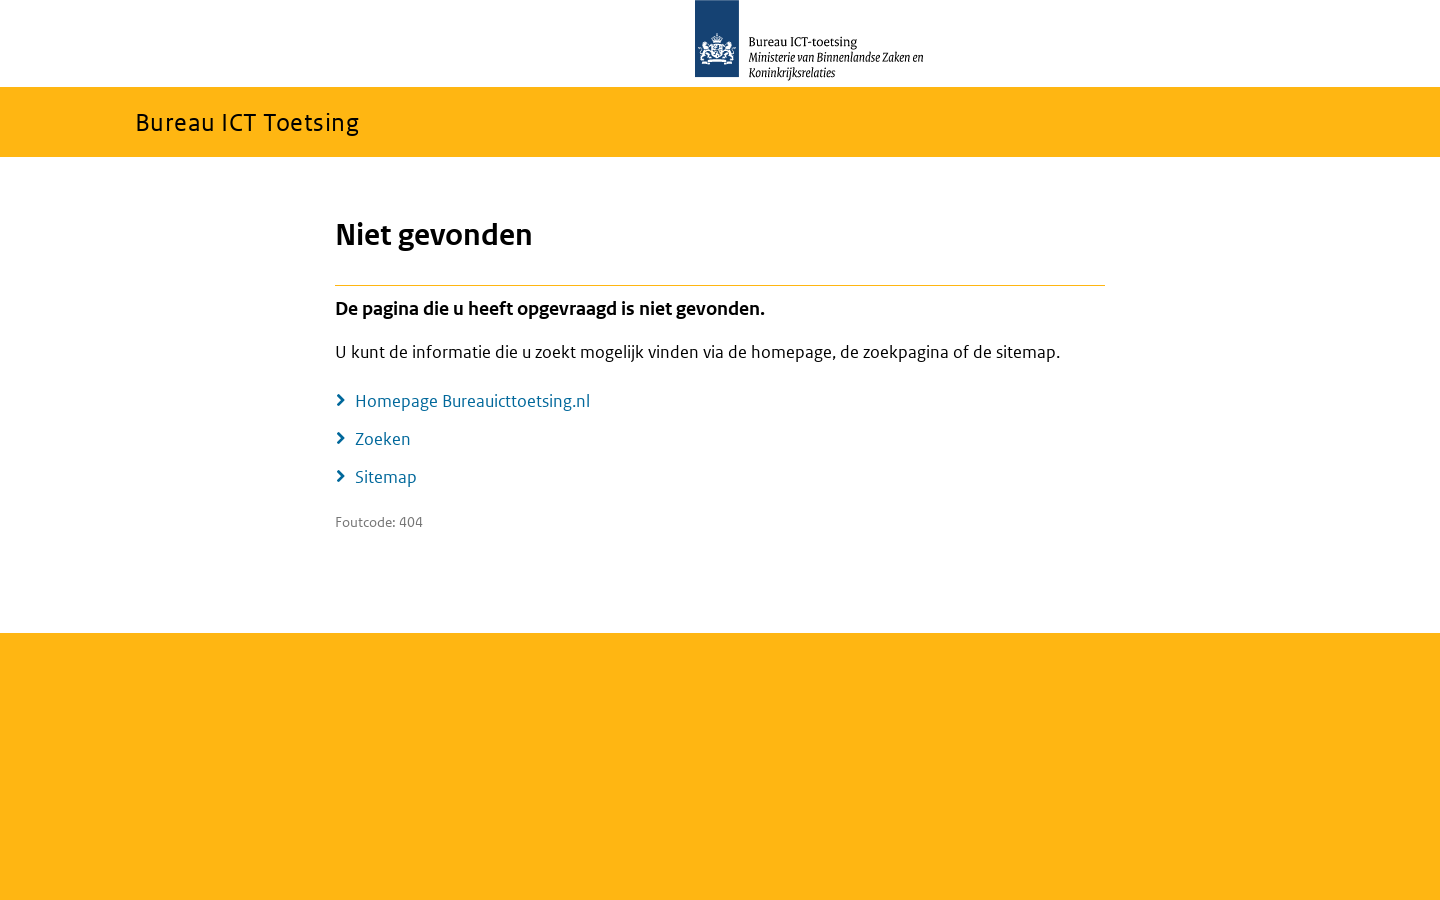 Bureau ICT-toetsing
Ministerie van Binnenlandse Zaken en
Koninkrijksrelaties
Bureau ICT Toetsing
Niet gevonden
De pagina die u heeft opgevraagd is niet gevonden.
U kunt de informatie die u zoekt mogelijk vinden via de homepage, de zoekpagina of de sitemap.
Homepage Bureauicttoetsing.nl
Zoeken
Sitemap
Foutcode: 404